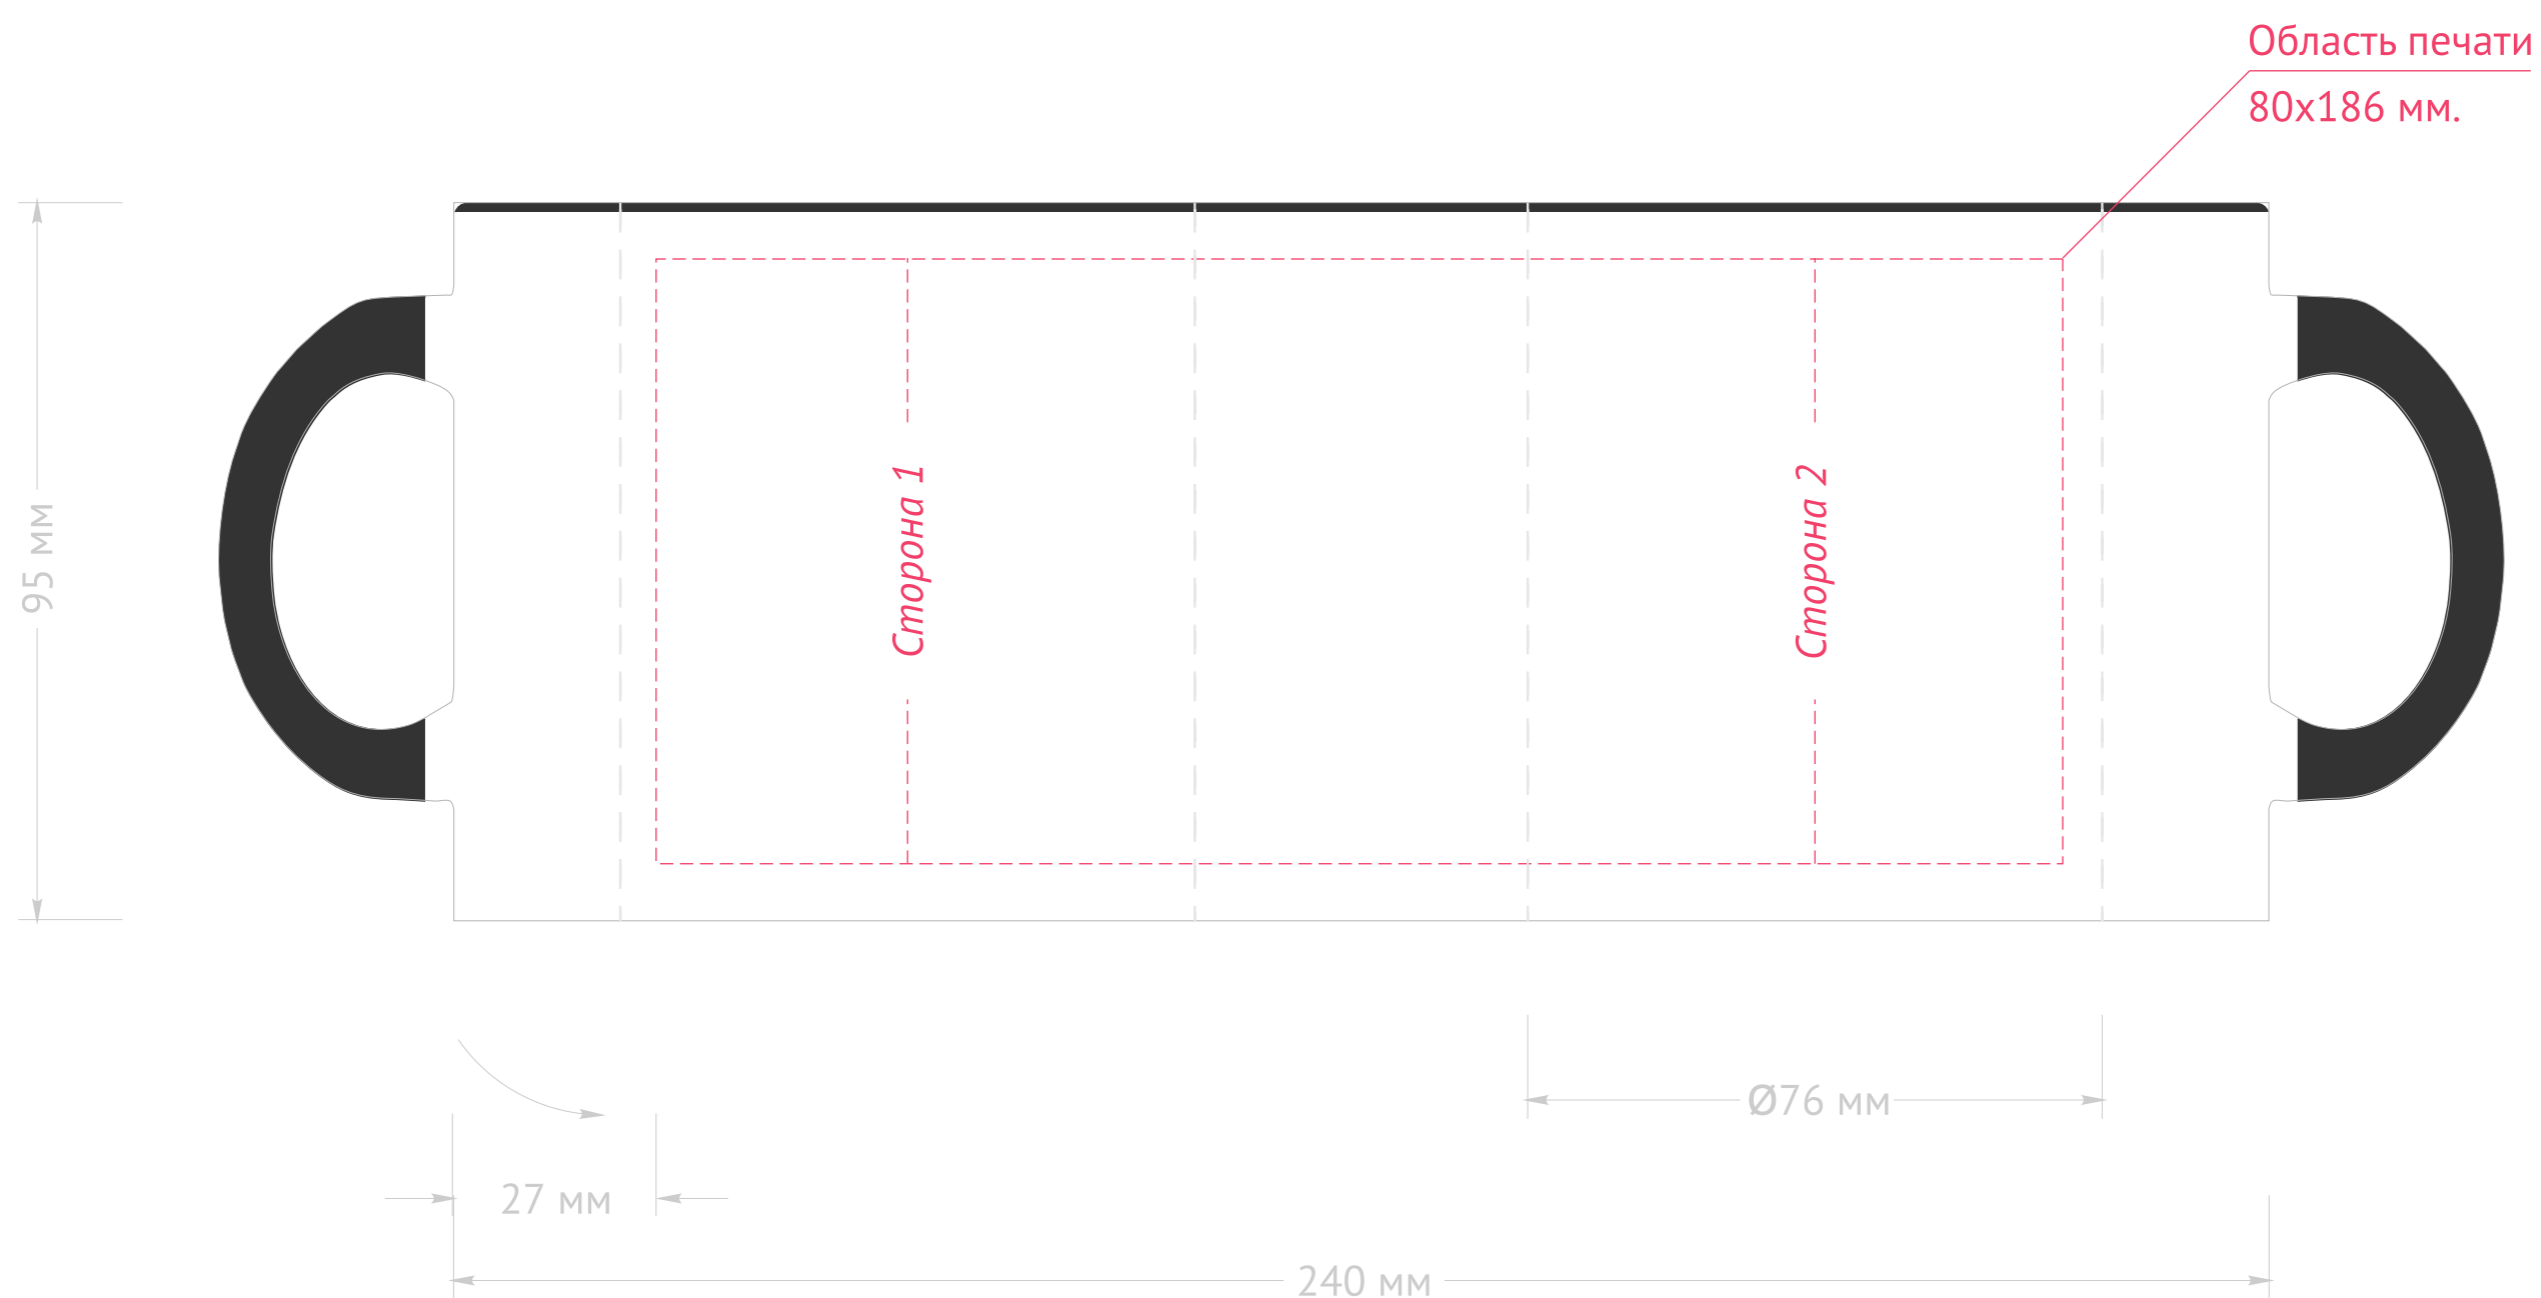 Область печати
80х186 мм.
95 мм
Сторона 1
Сторона 2
Ø76 мм
27 мм
240 мм